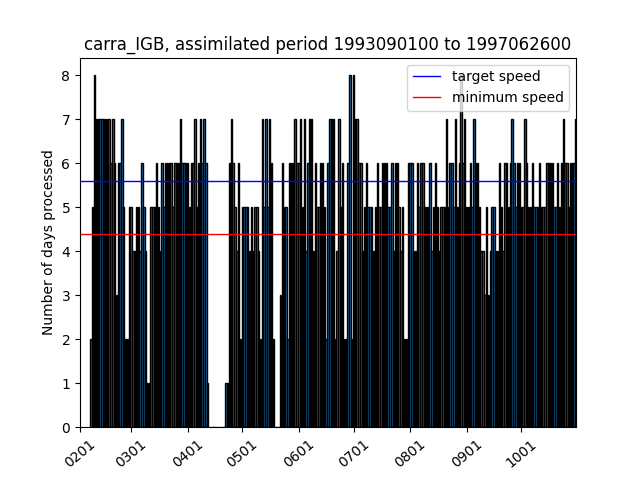 carra_IGB, assimilated period 1993090100 to 1997062600
target speed
minimum speed
Number of days processed
8
7
6
5
4
3
2
1
0
0201 0301 0401 0501 0601 0701 0801 0901 1001